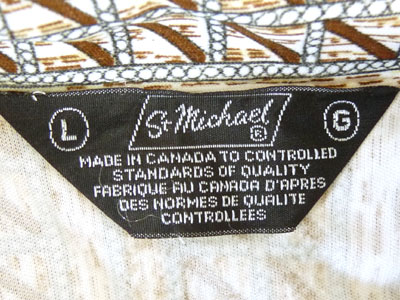 L St Michael ® G
MADE IN CANADA TO CONTROLLED
STANDARDS OF QUALITY
FABRIQUE AU CANADA D'APRES
DES NORMES DE QUALITE
CONTROLLEES